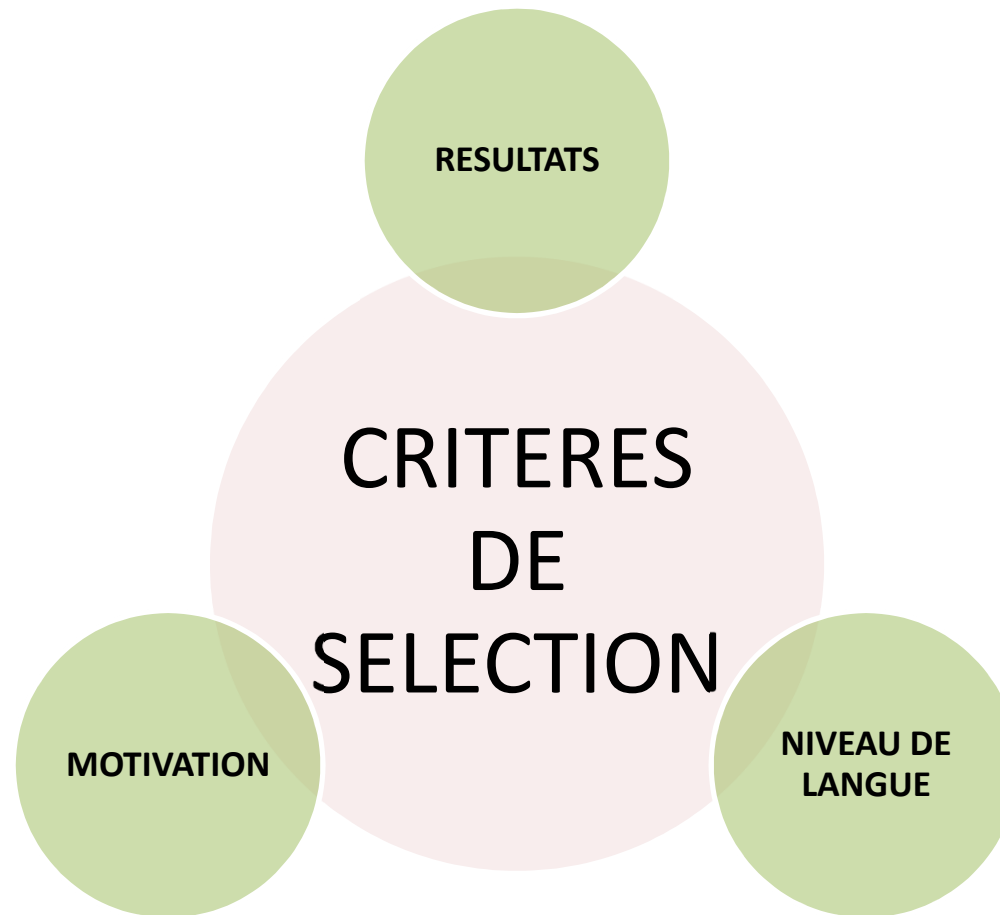 RESULTATS
CRITERES
DE
SELECTION
MOTIVATION
NIVEAU DE
LANGUE